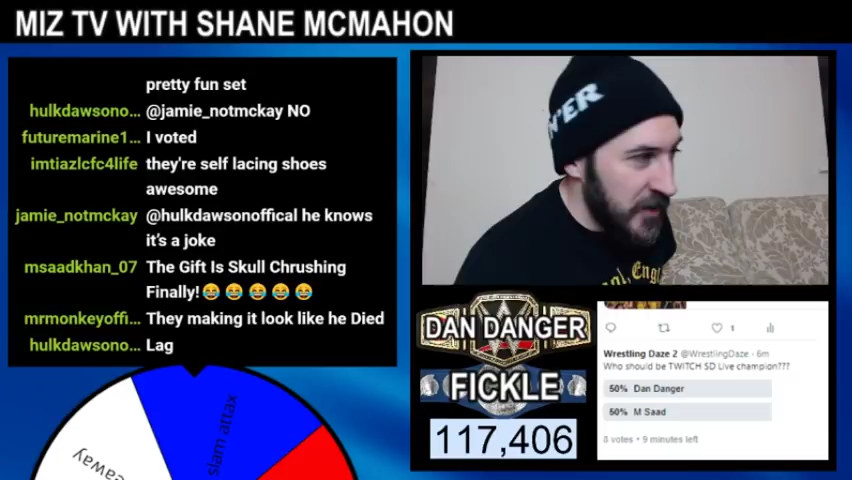 MIZ TV WITH SHANE MCMAHON
pretty fun set
hulkdawsono... @jamie_notmckay NO
futuremarine1... I voted
imtiazlcfc4life they're self lacing shoes
awesome
jamie_notmckay @hulkdawsonoffical he knows
it's a joke
msaadkhan_07 The Gift Is Skull Chrushing
Finally!😂😂😂😂😂
mrmonkeyoffi... They making it look like he Died
hulkdawsono... Lag
eaway
slam attax
N'ER
DAN DANGER
FICKLE
117,406
1
Wrestling Daze 2 @WrestlingDaze · 6m
Who should be TWITCH SD Live champion???
50% Dan Danger
50% M Saad
8 votes · 9 minutes left